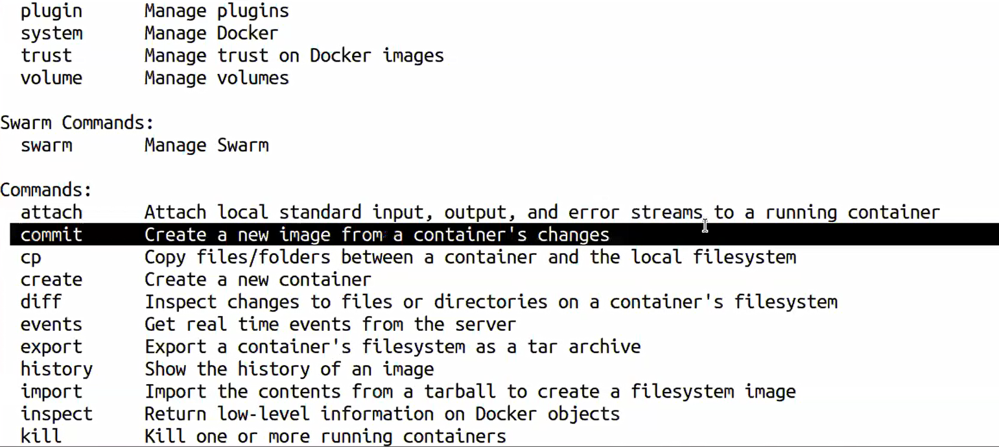 plugin      Manage plugins
system      Manage Docker
trust       Manage trust on Docker images
volume      Manage volumes
Swarm Commands:
swarm       Manage Swarm
Commands:
attach      Attach local standard input, output, and error streams to a running container
commit      Create a new image from a container's changes
cp          Copy files/folders between a container and the local filesystem
create      Create a new container
diff        Inspect changes to files or directories on a container's filesystem
events      Get real time events from the server
export      Export a container's filesystem as a tar archive
history     Show the history of an image
import      Import the contents from a tarball to create a filesystem image
inspect     Return low-level information on Docker objects
kill        Kill one or more running containers